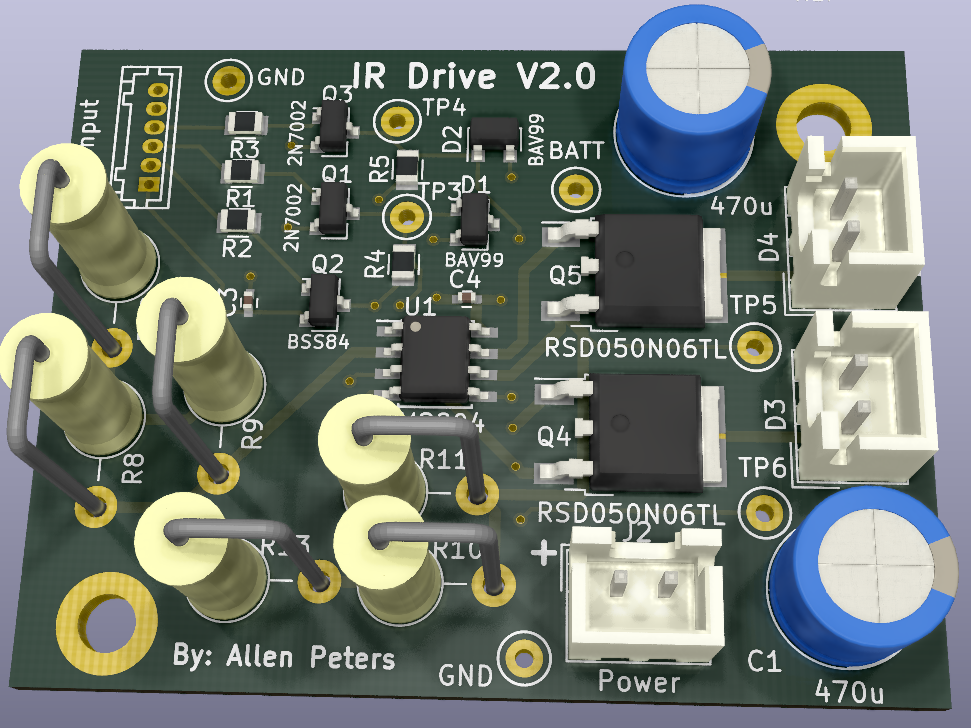 GND
IR Drive V2.0
Q3
TP4
nput
2N7002
D2
BAV99
R3
R5
BATT
R1
Q1
TP3
D1
2N7002
470u
R2
R4
BAV99
D4
Q2
Q5
C4
TP5
U1
BSS84
RSD050N06TL
D3
Q4
R9
R11
R8
TP6
RSD050N06TL
J2
R13
R10
+
By: Allen Peters
GND
Power
C1
470u